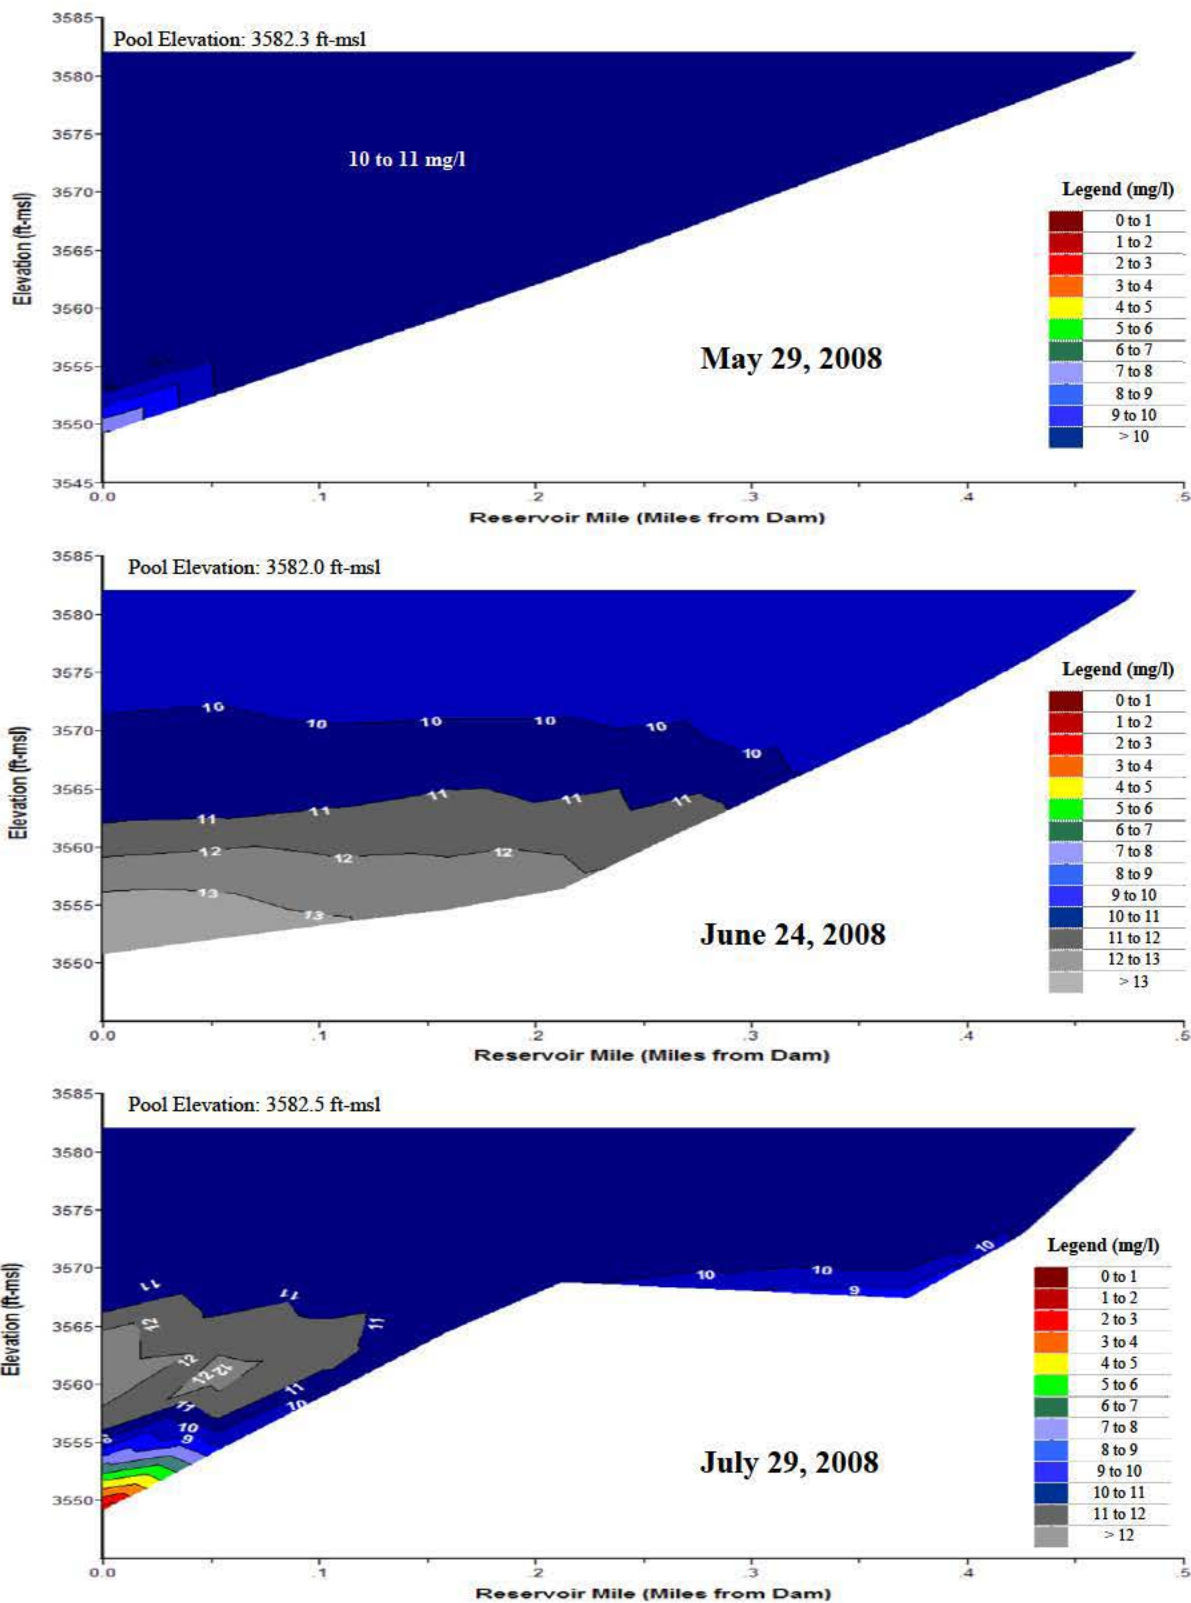 3585
Pool Elevation: 3582.3 ft-msl
3580
3575
10 to 11 mg/l
3570
3565
3560
3555
3550
3545
Elevation (ft-msl)
Legend (mg/l)
0 to 1
1 to 2
2 to 3
3 to 4
4 to 5
5 to 6
6 to 7
7 to 8
8 to 9
9 to 10
> 10
May 29, 2008
0.0 .1 .2 .3 .4 .5
Reservoir Mile (Miles from Dam)
3585
Pool Elevation: 3582.0 ft-msl
3580
3575
3570
3565
3560
3555
3550
Elevation (ft-msl)
10 10 10 10 10 10
11 11 11 11 11
12 12 12
13 13
Legend (mg/l)
0 to 1
1 to 2
2 to 3
3 to 4
4 to 5
5 to 6
6 to 7
7 to 8
8 to 9
9 to 10
10 to 11
11 to 12
12 to 13
> 13
June 24, 2008
0.0 .1 .2 .3 .4 .5
Reservoir Mile (Miles from Dam)
3585
Pool Elevation: 3582.5 ft-msl
3580
3575
3570
3565
3560
3555
3550
Elevation (ft-msl)
10
10 10
9
11 11
12 11
12
12 12
11
11 10
10
9
Legend (mg/l)
0 to 1
1 to 2
2 to 3
3 to 4
4 to 5
5 to 6
6 to 7
7 to 8
8 to 9
9 to 10
10 to 11
11 to 12
> 12
July 29, 2008
0.0 .1 .2 .3 .4 .5
Reservoir Mile (Miles from Dam)